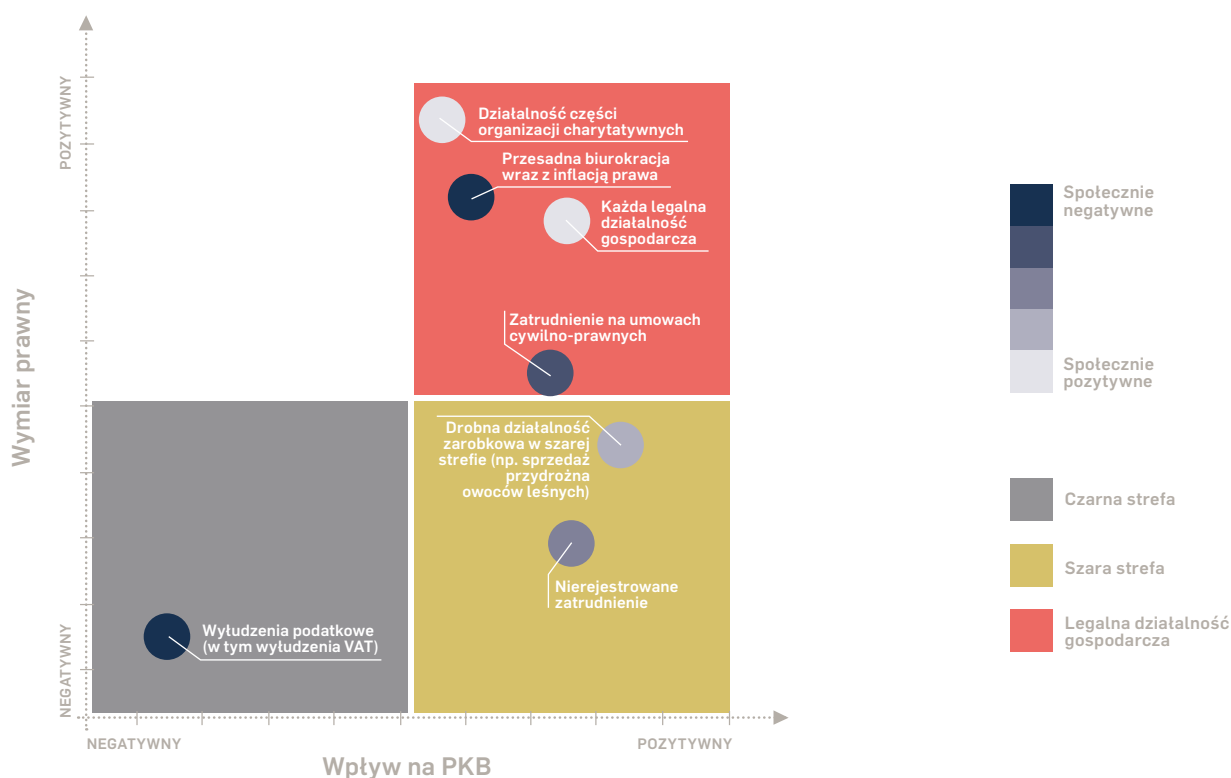 Wymiar prawny
POZYTYWNY
NEGATYWNY
Działalność części
organizacji charytatywnych
Przesadna biurokracja
wraz z inflacją prawa
Każda legalna
działalność
gospodarcza
Zatrudnienie na umowach
cywilno-prawnych
Drobna działalność
zarobkowa w szarej
strefie (np. sprzedaż
przydrożna
owoców leśnych)
Nierejestrowane
zatrudnienie
Wyłudzenia podatkowe
(w tym wyłudzenia VAT)
NEGATYWNY
POZYTYWNY
Wpływ na PKB
Społecznie
negatywne
Społecznie
pozytywne
Czarna strefa
Szara strefa
Legalna działalność
gospodarcza